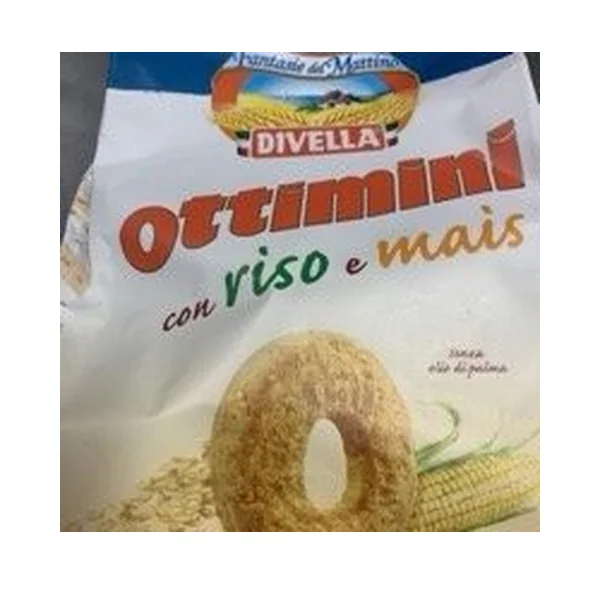 Fantasie del Mattino
DIVELLA
Ottimini
con riso e mais
senza
olio di palma